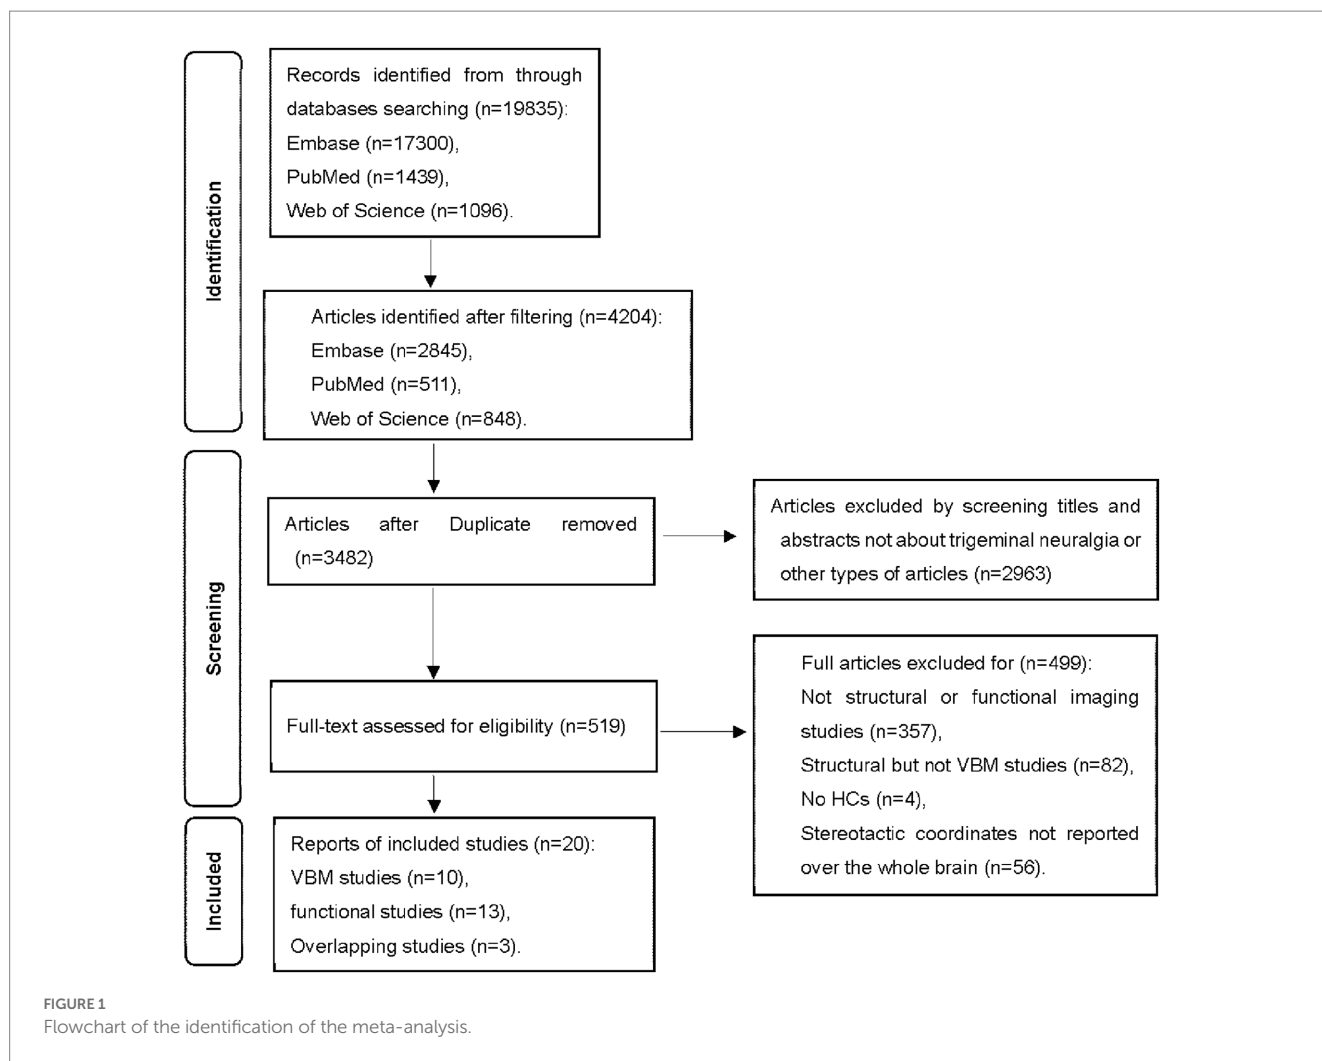 Identification
Records identified from through
databases searching (n=19835):
Embase (n=17300),
PubMed (n=1439),
Web of Science (n=1096).
Articles identified after filtering (n=4204):
Embase (n=2845),
PubMed (n=511),
Web of Science (n=848).
Screening
Articles after Duplicate removed
(n=3482)
Articles excluded by screening titles and
abstracts not about trigeminal neuralgia or
other types of articles (n=2963)
Full-text assessed for eligibility (n=519)
Full articles excluded for (n=499):
Not structural or functional imaging
studies (n=357),
Structural but not VBM studies (n=82),
No HCs (n=4),
Stereotactic coordinates not reported
over the whole brain (n=56).
Included
Reports of included studies (n=20):
VBM studies (n=10),
functional studies (n=13),
Overlapping studies (n=3).
FIGURE 1
Flowchart of the identification of the meta-analysis.